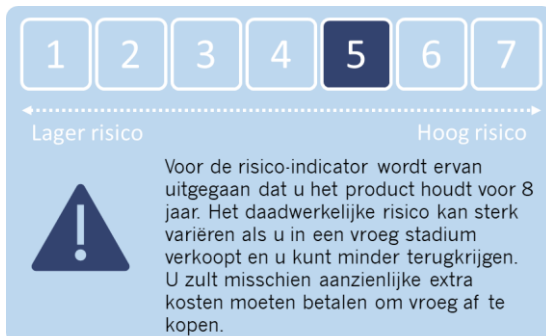 1 2 3 4 5 6 7
Lager risico Hoog risico
Voor de risico-indicator wordt ervan
uitgegaan dat u het product houdt voor 8
jaar. Het daadwerkelijke risico kan sterk
variëren als u in een vroeg stadium
verkoopt en u kunt minder terugkrijgen.
U zult misschien aanzienlijke extra
kosten moeten betalen om vroeg af te
kopen.